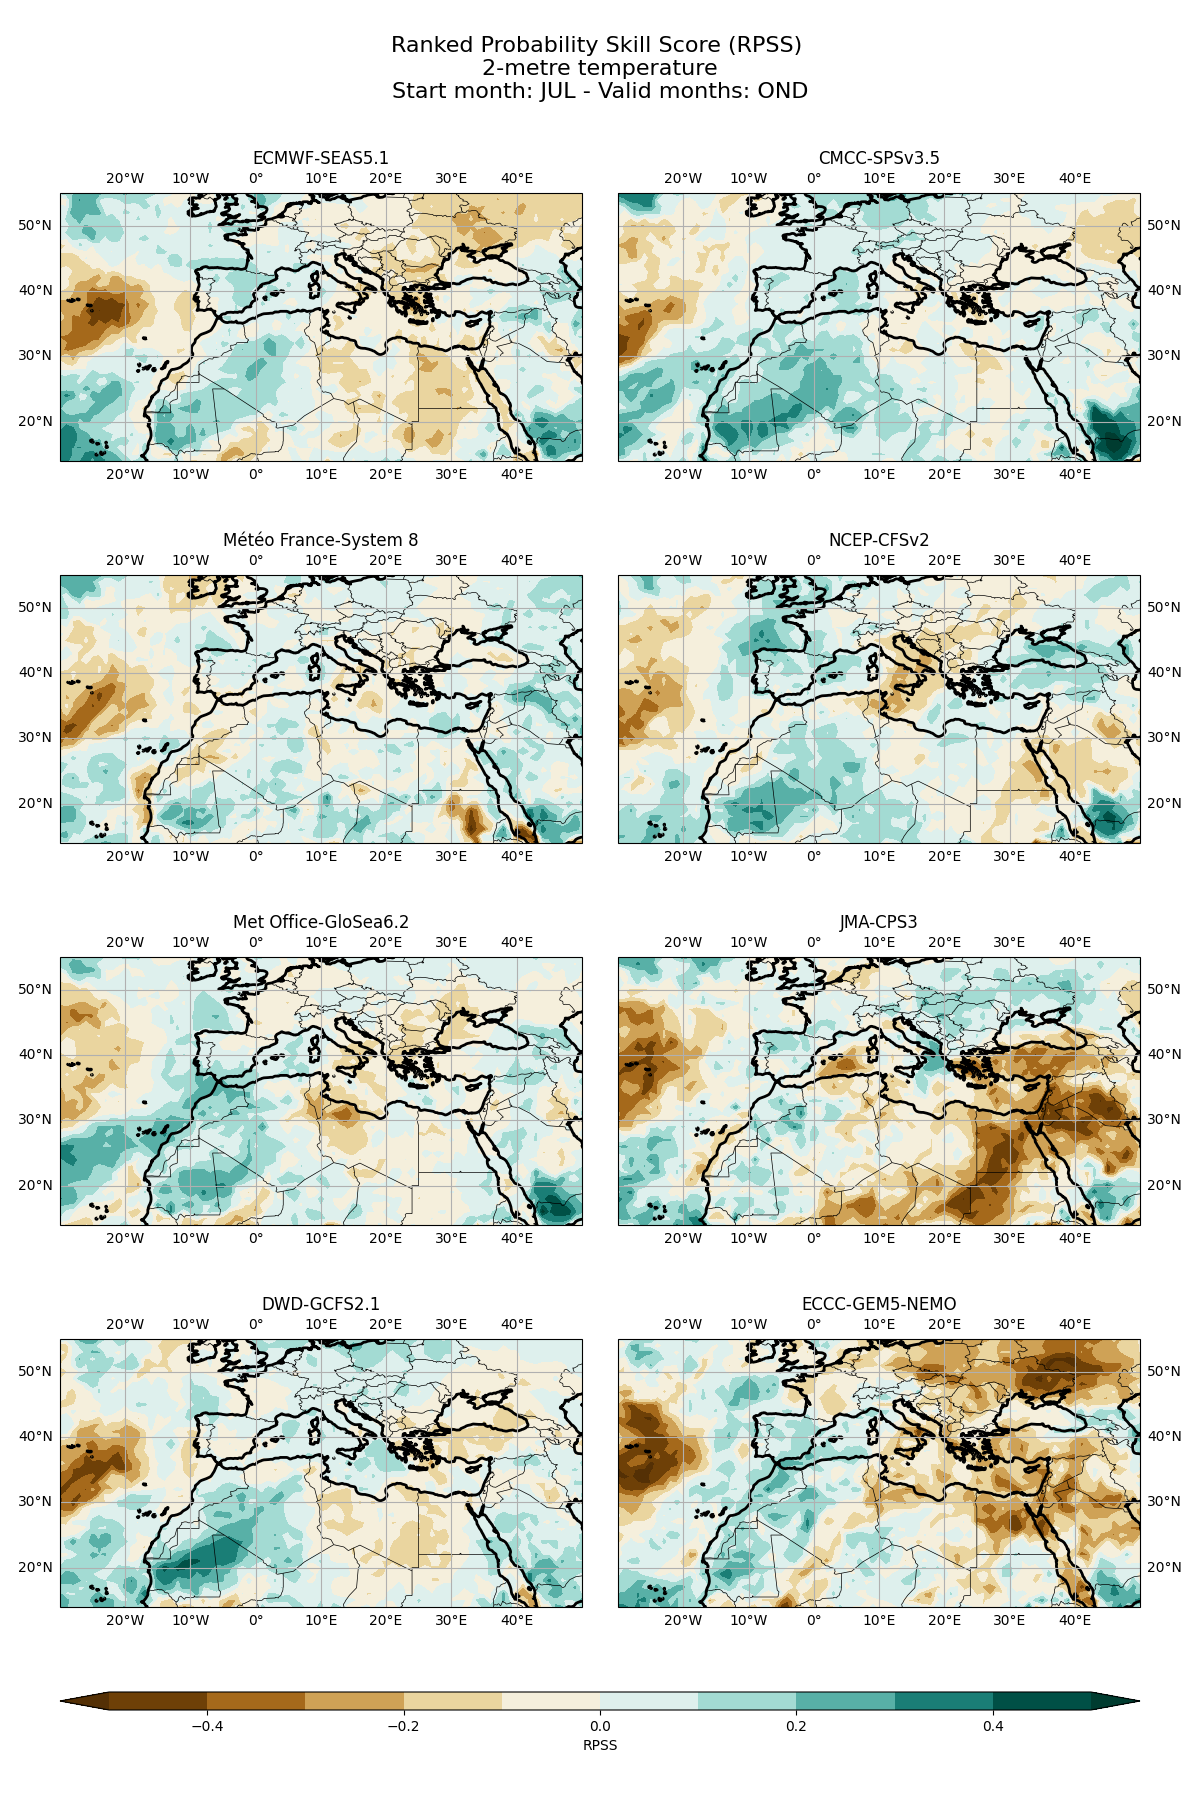 Ranked Probability Skill Score (RPSS)
2-metre temperature
Start month: JUL - Valid months: OND
ECMWF-SEAS5.1
20°W 10°W 0° 10°E 20°E 30°E 40°E
50°N
40°N
30°N
20°N
20°W 10°W 0° 10°E 20°E 30°E 40°E
CMCC-SPSv3.5
20°W 10°W 0° 10°E 20°E 30°E 40°E
50°N
40°N
30°N
20°N
20°W 10°W 0° 10°E 20°E 30°E 40°E
Météo France-System 8
20°W 10°W 0° 10°E 20°E 30°E 40°E
50°N
40°N
30°N
20°N
20°W 10°W 0° 10°E 20°E 30°E 40°E
NCEP-CFSv2
20°W 10°W 0° 10°E 20°E 30°E 40°E
50°N
40°N
30°N
20°N
20°W 10°W 0° 10°E 20°E 30°E 40°E
Met Office-GloSea6.2
20°W 10°W 0° 10°E 20°E 30°E 40°E
50°N
40°N
30°N
20°N
20°W 10°W 0° 10°E 20°E 30°E 40°E
JMA-CPS3
20°W 10°W 0° 10°E 20°E 30°E 40°E
50°N
40°N
30°N
20°N
20°W 10°W 0° 10°E 20°E 30°E 40°E
DWD-GCFS2.1
20°W 10°W 0° 10°E 20°E 30°E 40°E
50°N
40°N
30°N
20°N
20°W 10°W 0° 10°E 20°E 30°E 40°E
ECCC-GEM5-NEMO
20°W 10°W 0° 10°E 20°E 30°E 40°E
50°N
40°N
30°N
20°N
20°W 10°W 0° 10°E 20°E 30°E 40°E
−0.4 −0.2 0.0 0.2 0.4
RPSS